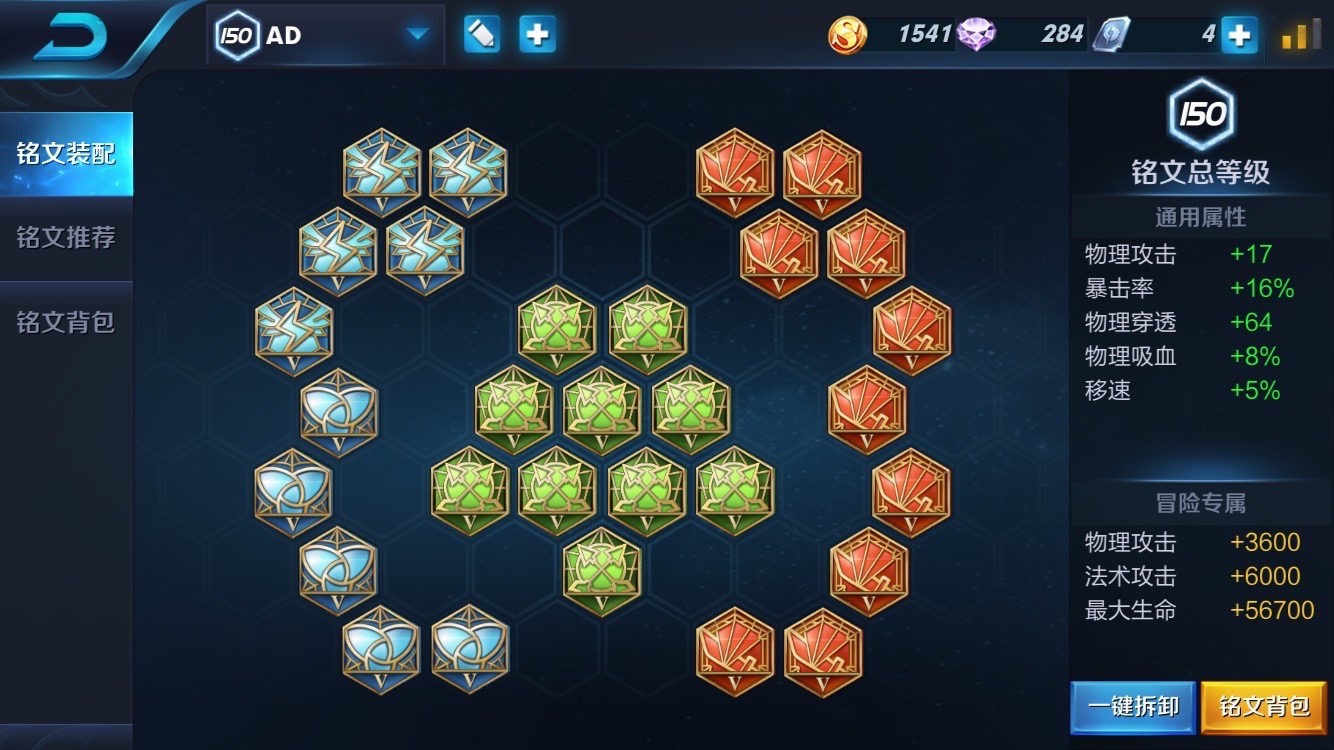 150 AD
1541
284
4
铭文装配
铭文推荐
铭文背包
V V V V
V V V V
V V V V
V V V V V
V V V V V V
V V V
V V V V
150
铭文总等级
通用属性
物理攻击 +17
暴击率 +16%
物理穿透 +64
物理吸血 +8%
移速 +5%
冒险专属
物理攻击 +3600
法术攻击 +6000
最大生命 +56700
一键拆卸
铭文背包